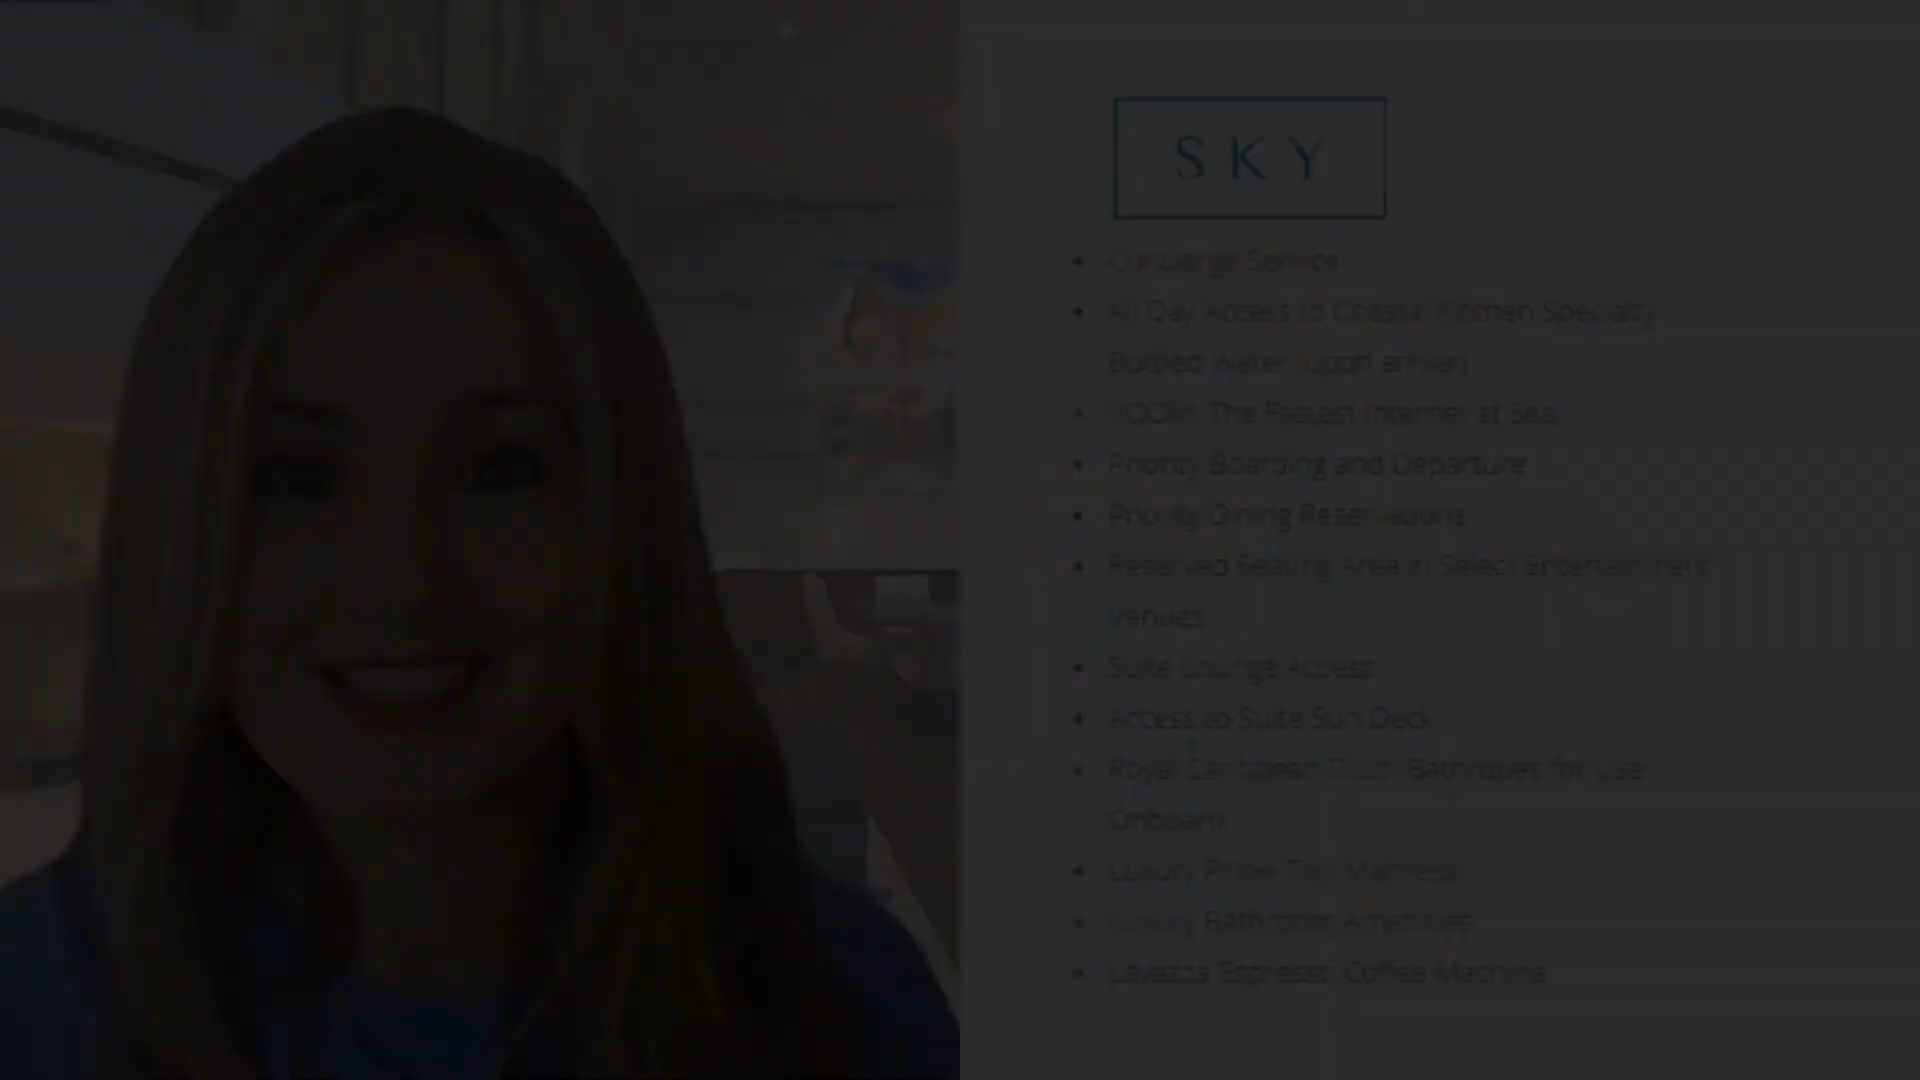 SKY
• Concierge Service
• All Day Access to Coastal Kitchen Specialty
Bottled Water (upon arrival)
• VOOM: The Fastest Internet at Sea
• Priority Boarding and Departure
• Priority Dining Reservations
• Reserved Seating Area in Select Entertainment
Venues
• Suite Lounge Access
• Access to Suite Sun Deck
• Royal Caribbean Plush Bathrobes for Use
Onboard
• Luxury Pillow Top Mattress
• Luxury Bathroom Amenities
• Lavazza Espresso Coffee Machine